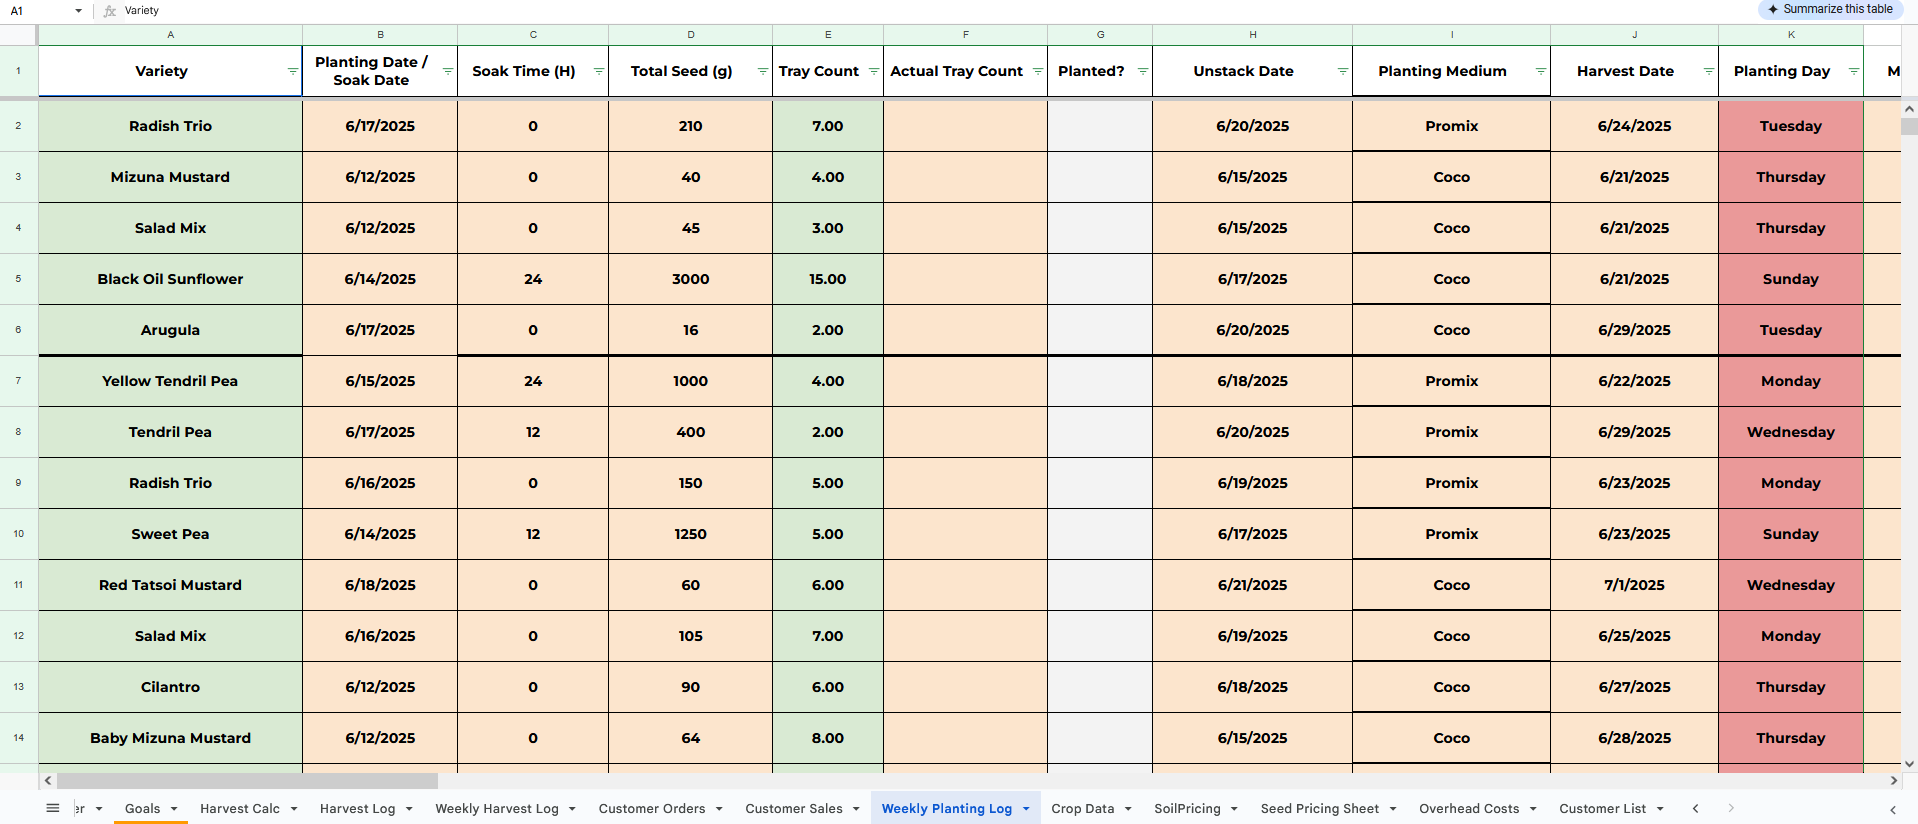 A1 fx Variety Summarize this table
A B C D E F G H I J K
1 Variety Planting Date / Soak Date Soak Time (H) Total Seed (g) Tray Count Actual Tray Count Planted? Unstack Date Planting Medium Harvest Date Planting Day M
2 Radish Trio 6/17/2025 0 210 7.00 6/20/2025 Promix 6/24/2025 Tuesday
3 Mizuna Mustard 6/12/2025 0 40 4.00 6/15/2025 Coco 6/21/2025 Thursday
4 Salad Mix 6/12/2025 0 45 3.00 6/15/2025 Coco 6/21/2025 Thursday
5 Black Oil Sunflower 6/14/2025 24 3000 15.00 6/17/2025 Coco 6/21/2025 Sunday
6 Arugula 6/17/2025 0 16 2.00 6/20/2025 Coco 6/29/2025 Tuesday
7 Yellow Tendril Pea 6/15/2025 24 1000 4.00 6/18/2025 Promix 6/22/2025 Monday
8 Tendril Pea 6/17/2025 12 400 2.00 6/20/2025 Promix 6/29/2025 Wednesday
9 Radish Trio 6/16/2025 0 150 5.00 6/19/2025 Promix 6/23/2025 Monday
10 Sweet Pea 6/14/2025 12 1250 5.00 6/17/2025 Promix 6/23/2025 Sunday
11 Red Tatsoi Mustard 6/18/2025 0 60 6.00 6/21/2025 Coco 7/1/2025 Wednesday
12 Salad Mix 6/16/2025 0 105 7.00 6/19/2025 Coco 6/25/2025 Monday
13 Cilantro 6/12/2025 0 90 6.00 6/18/2025 Coco 6/27/2025 Thursday
14 Baby Mizuna Mustard 6/12/2025 0 64 8.00 6/15/2025 Coco 6/28/2025 Thursday
er Goals Harvest Calc Harvest Log Weekly Harvest Log Customer Orders Customer Sales Weekly Planting Log Crop Data SoilPricing Seed Pricing Sheet Overhead Costs Customer List